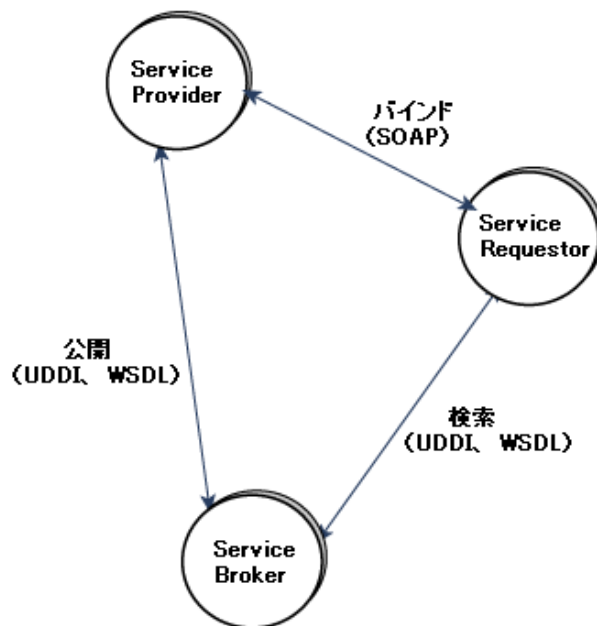 Service
Provider
バインド
(SOAP)
Service
Requestor
公開
(UDDI、WSDL)
検索
(UDDI、WSDL)
Service
Broker